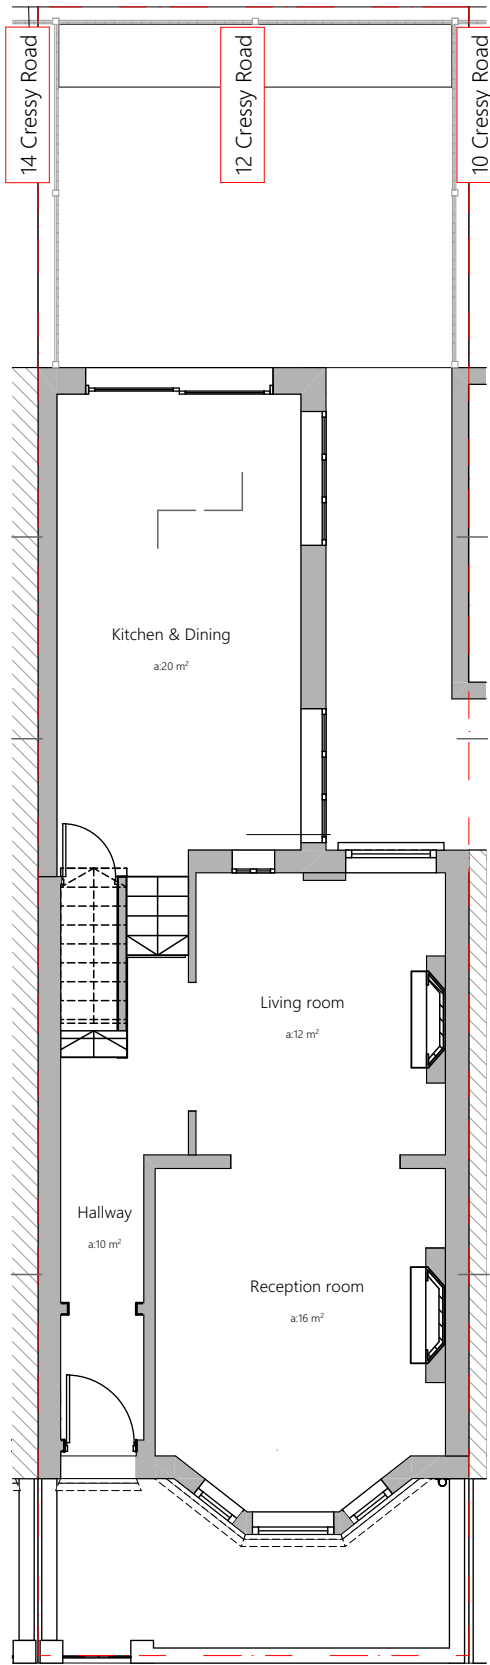 14 Cressy Road
12 Cressy Road
10 Cressy Road
Kitchen & Dining
a:20 m²
Living room
a:12 m²
Hallway
a:10 m²
Reception room
a:16 m²